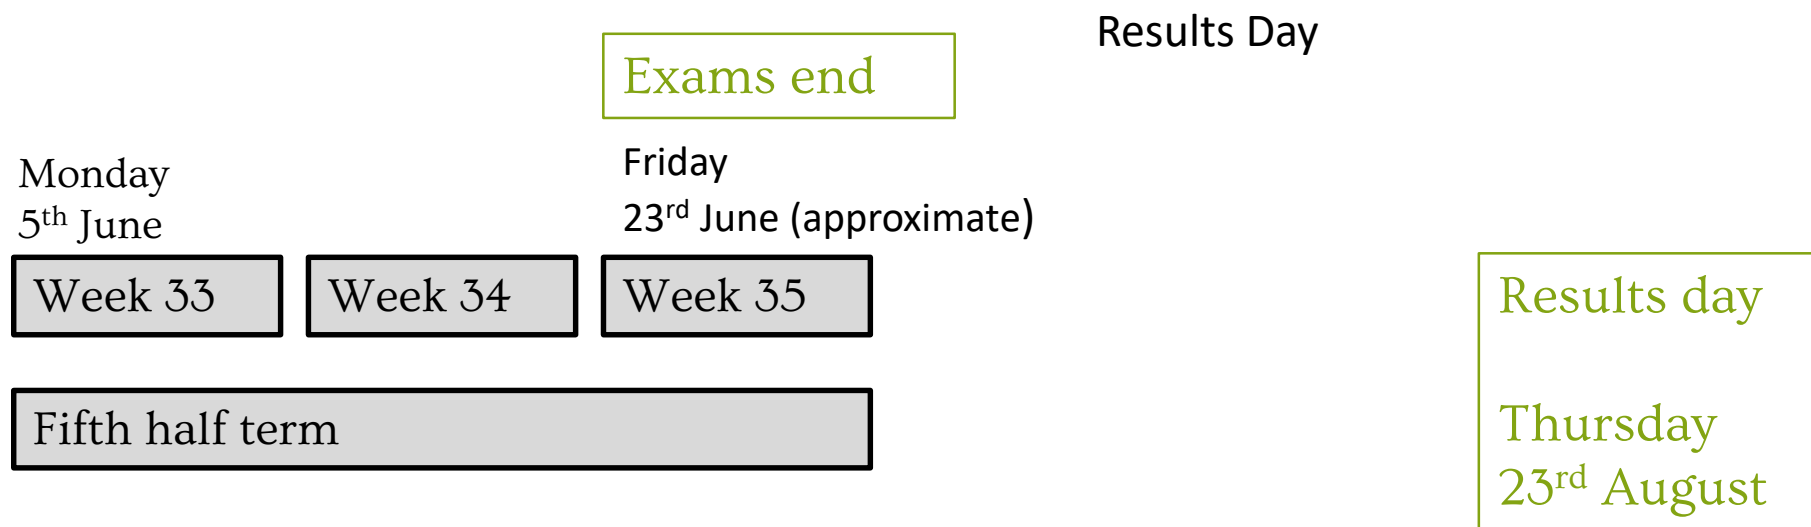 Results Day
Exams end
Monday
5th June
Friday
23rd June (approximate)
Week 33
Week 34
Week 35
Fifth half term
Results day
Thursday
23rd August